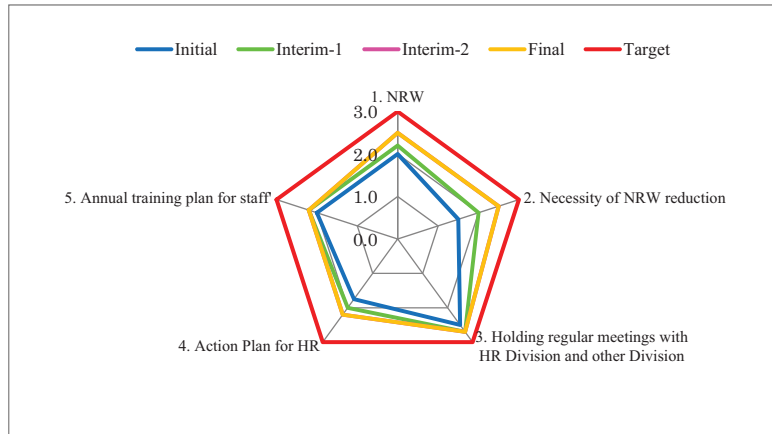 Initial Interim-1 Interim-2 Final Target
1. NRW
3.0
2.0
1.0
0.0
5. Annual training plan for staff'
2. Necessity of NRW reduction
4. Action Plan for HR
3. Holding regular meetings with
HR Division and other Division